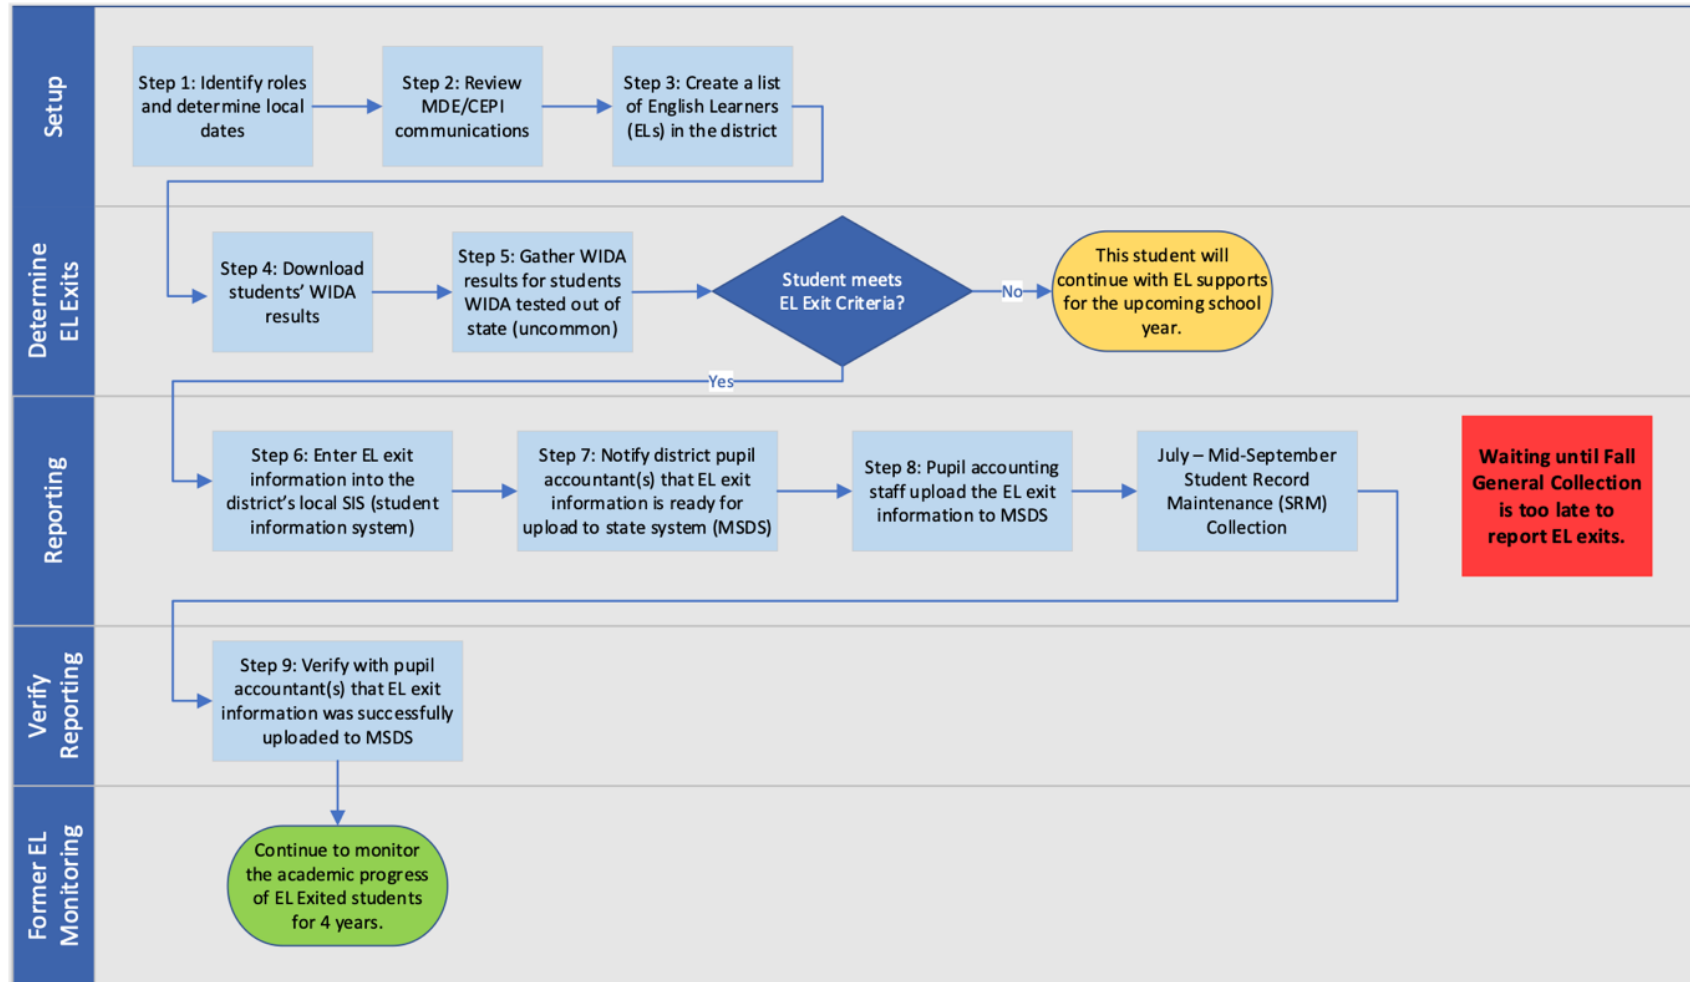 Setup
Step 1: Identify roles
and determine local
dates
Step 2: Review
MDE/CEPI
communications
Step 3: Create a list
of English Learners
(ELs) in the district
Determine
EL Exits
Step 4: Download
students’ WIDA
results
Step 5: Gather WIDA
results for students
WIDA tested out of
state (uncommon)
Student meets
EL Exit Criteria?
No
This student will
continue with EL supports
for the upcoming school
year.
Yes
Reporting
Step 6: Enter EL exit
information into the
district’s local SIS (student
information system)
Step 7: Notify district pupil
accountant(s) that EL exit
information is ready for
upload to state system (MSDS)
Step 8: Pupil accounting
staff upload the EL exit
information to MSDS
July – Mid-September
Student Record
Maintenance (SRM)
Collection
Waiting until Fall
General Collection
is too late to
report EL exits.
Verify
Reporting
Step 9: Verify with pupil
accountant(s) that EL exit
information was successfully
uploaded to MSDS
Former EL
Monitoring
Continue to monitor
the academic progress
of EL Exited students
for 4 years.